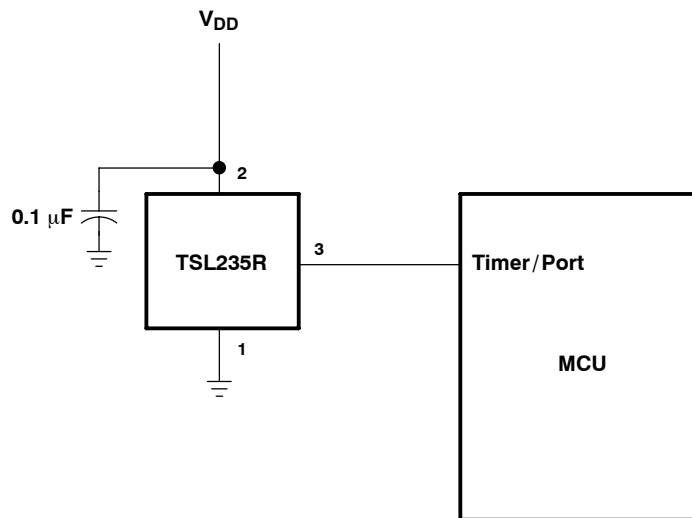 VDD
2
0.1 μF
TSL235R
3
Timer/Port
1
MCU